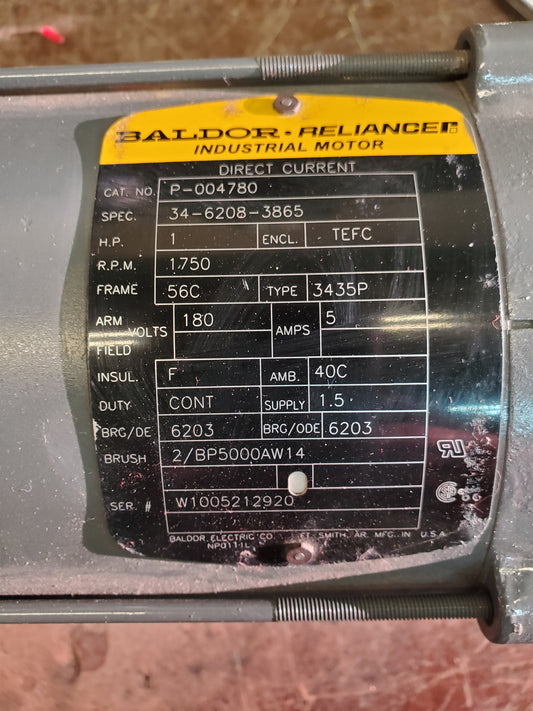 BALDOR • RELIANCER
INDUSTRIAL MOTOR
DIRECT CURRENT
CAT. NO. P-004780
SPEC. 34-6208-3865
H.P. 1 ENCL. TEFC
R.P.M. 1750
FRAME 56C TYPE 3435P
ARM VOLTS 180 AMPS 5
FIELD
INSUL. F AMB. 40C
DUTY CONT SUPPLY 1.5
BRG/DE 6203 BRG/ODE 6203
BRUSH 2/BP5000AW14
SER. # W1005212920
BALDOR ELECTRIC CO. FT. SMITH, AR. MFG. IN U.S.A
NP0111L